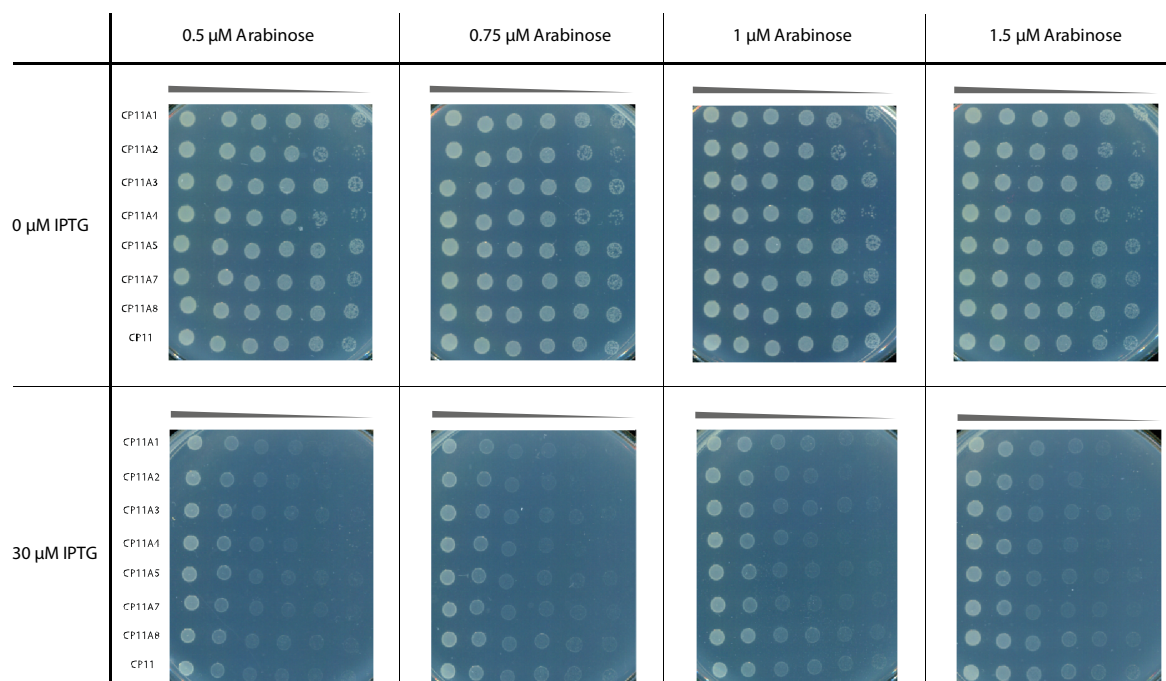 0.5 µM Arabinose
0.75 µM Arabinose
1 µM Arabinose
1.5 µM Arabinose
0 µM IPTG
CP11A1
CP11A2
CP11A3
CP11A4
CP11A5
CP11A7
CP11A8
CP11
30 µM IPTG
CP11A1
CP11A2
CP11A3
CP11A4
CP11A5
CP11A7
CP11A8
CP11